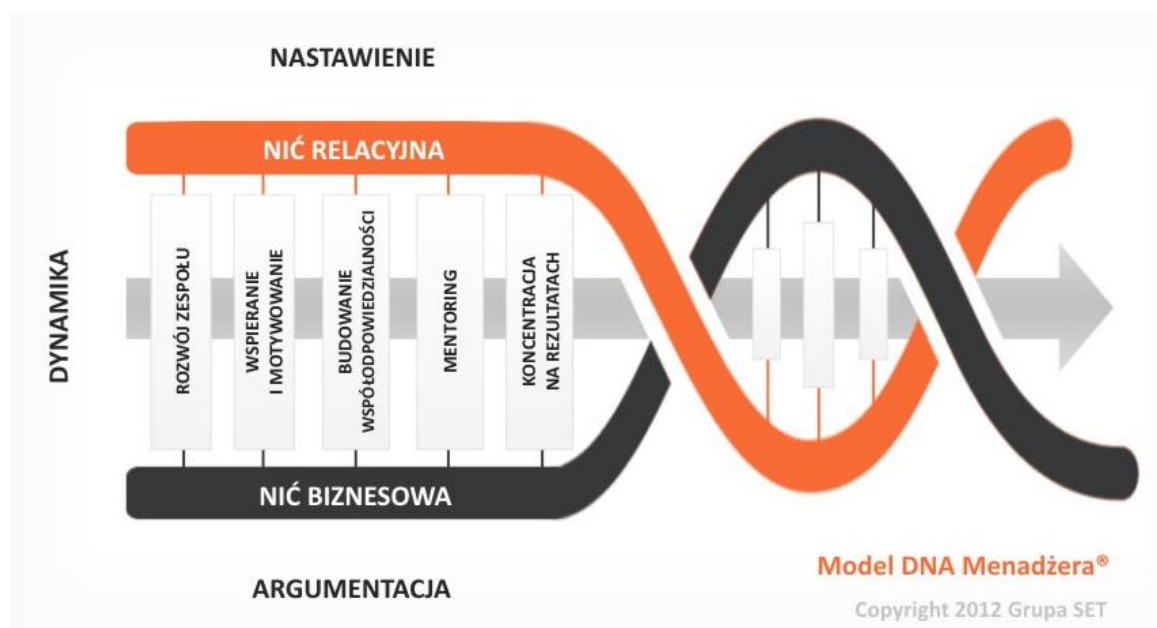 NASTAWIENIE
NIĆ RELACYJNA
DYNAMIKA
ROZWÓJ ZESPOŁU
WSPIERANIE
I MOTYWOWANIE
BUDOWANIE
WSPÓŁODPOWIEDZIALNOŚCI
MENTORING
KONCENTRACJA
NA REZULTATACH
NIĆ BIZNESOWA
ARGUMENTACJA
Model DNA Menadżera®
Copyright 2012 Grupa SET